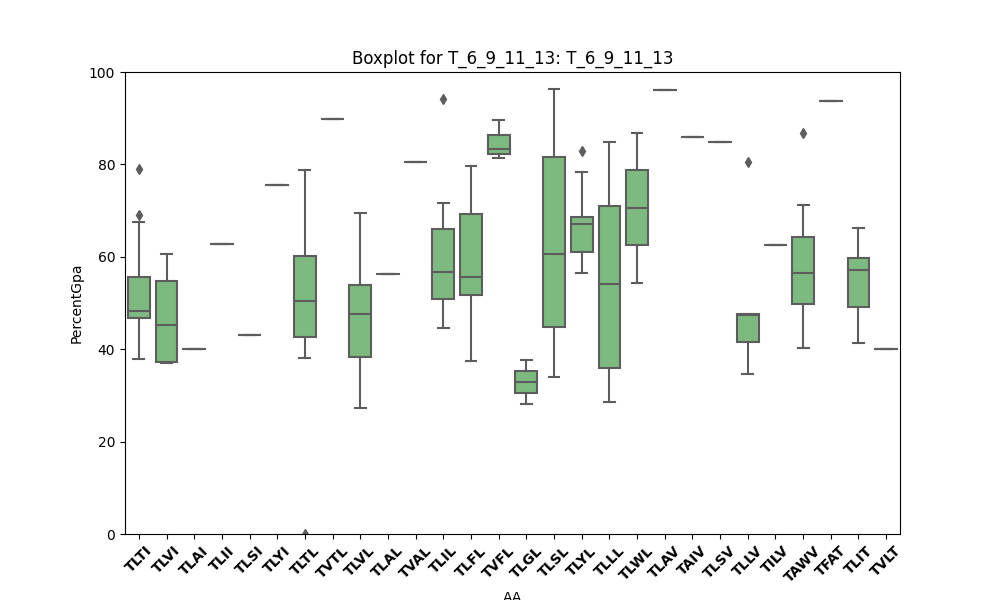 Boxplot for T_6_9_11_13: T_6_9_11_13
100
80
60
40
20
0
PercentGpa
TLTI TLVI TLAI TLII TLSI TLYI TLTL TVTL TLVL TLAL TVAL TLIL TLFL TVFL TLGL TLSL TLYL TLLL TLWL TLAV TAIV TLSV TLLV TILV TAWV TFAT TLIT TVLT
AA